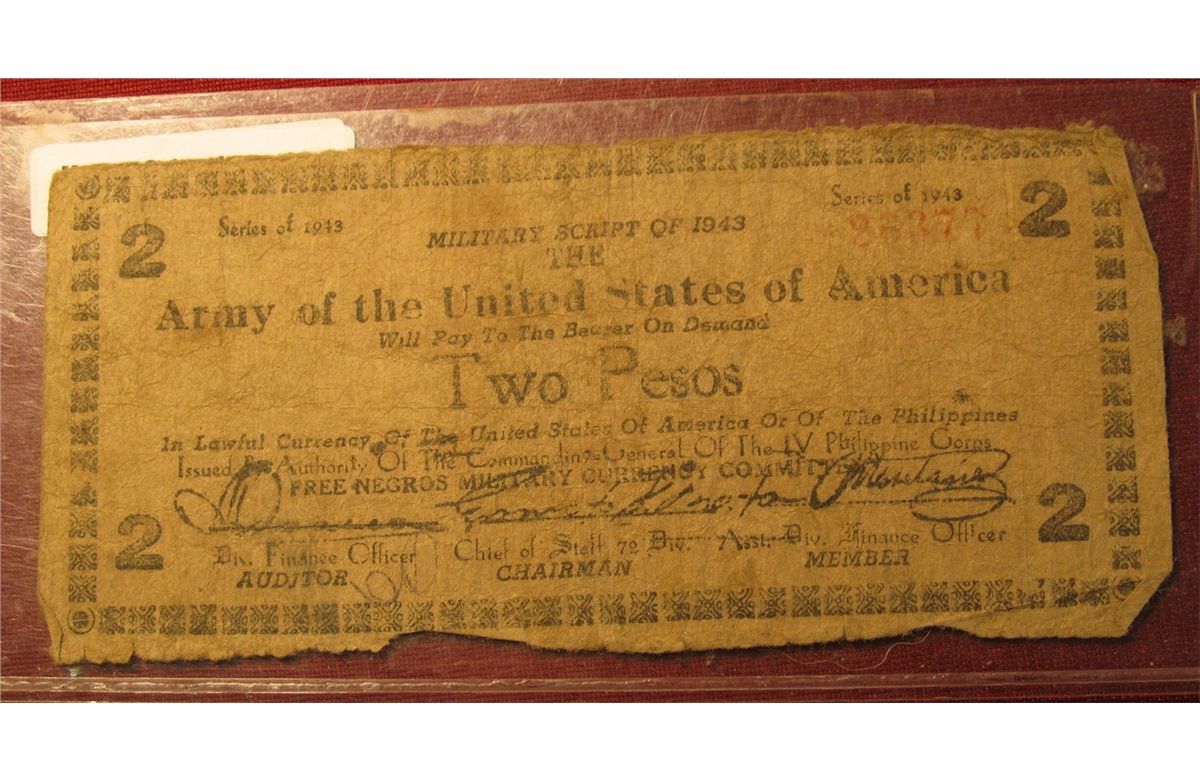 Series of 1943
Series of 1943
2
2
MILITARY SCRIPT OF 1943
THE
Army of the United States of America
Will Pay To The Bearer On Demand
Two Pesos
In Lawful Currency Of The United States Of America Or Of The Philippines
Issued By Authority Of The Commanding-General Of The IV Philippine Corps
FREE NEGROS MILITARY CURRENCY COMMITTEE
2
2
Div. Finance Officer
Chief of Staff 72 Div.
Asst. Div. Finance Officer
AUDITOR
CHAIRMAN
MEMBER